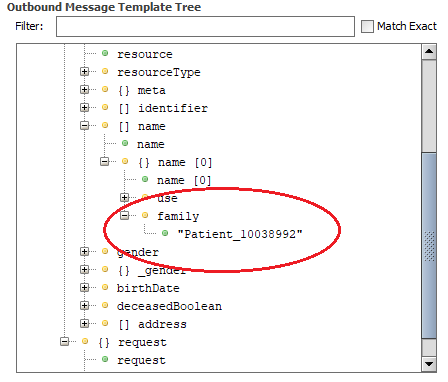 Outbound Message Template Tree
Filter: Match Exact
resource
resourceType
{} meta
[] identifier
[] name
name
{} name [0]
name [0]
use
family
"Patient_10038992"
gender
{} _gender
birthDate
deceasedBoolean
[] address
{} request
request